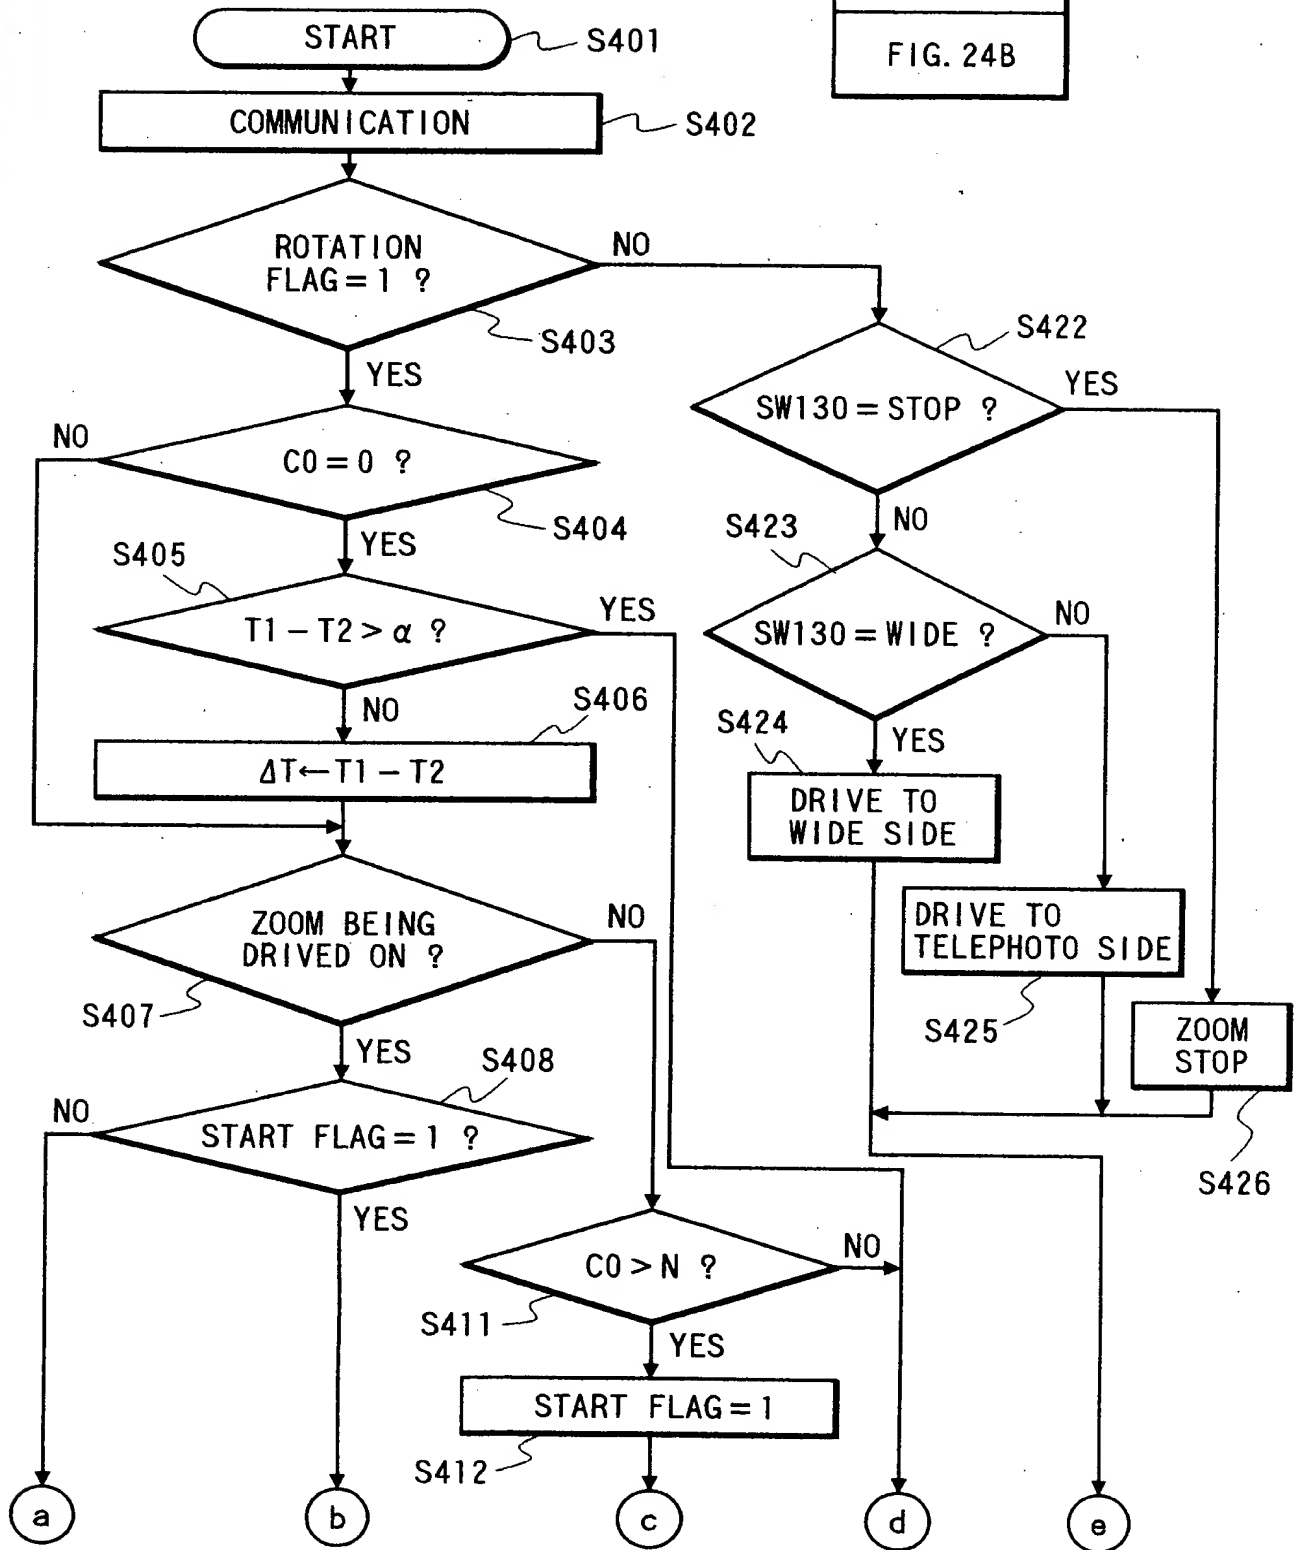 START
S401
FIG. 24B
COMMUNICATION
S402
ROTATION
FLAG=1 ?
NO
S403
YES
S422
SW130=STOP ?
YES
NO
C0=0 ?
S404
YES
NO
S423
S405
T1-T2>α ?
YES
SW130=WIDE ?
NO
NO
S406
ΔT←T1-T2
S424
YES
DRIVE TO
WIDE SIDE
ZOOM BEING
DRIVED ON ?
NO
S407
YES
DRIVE TO
TELEPHOTO SIDE
S425
ZOOM
STOP
S426
S408
NO
START FLAG=1 ?
YES
C0>N ?
NO
S411
YES
START FLAG=1
S412
a
b
c
d
e